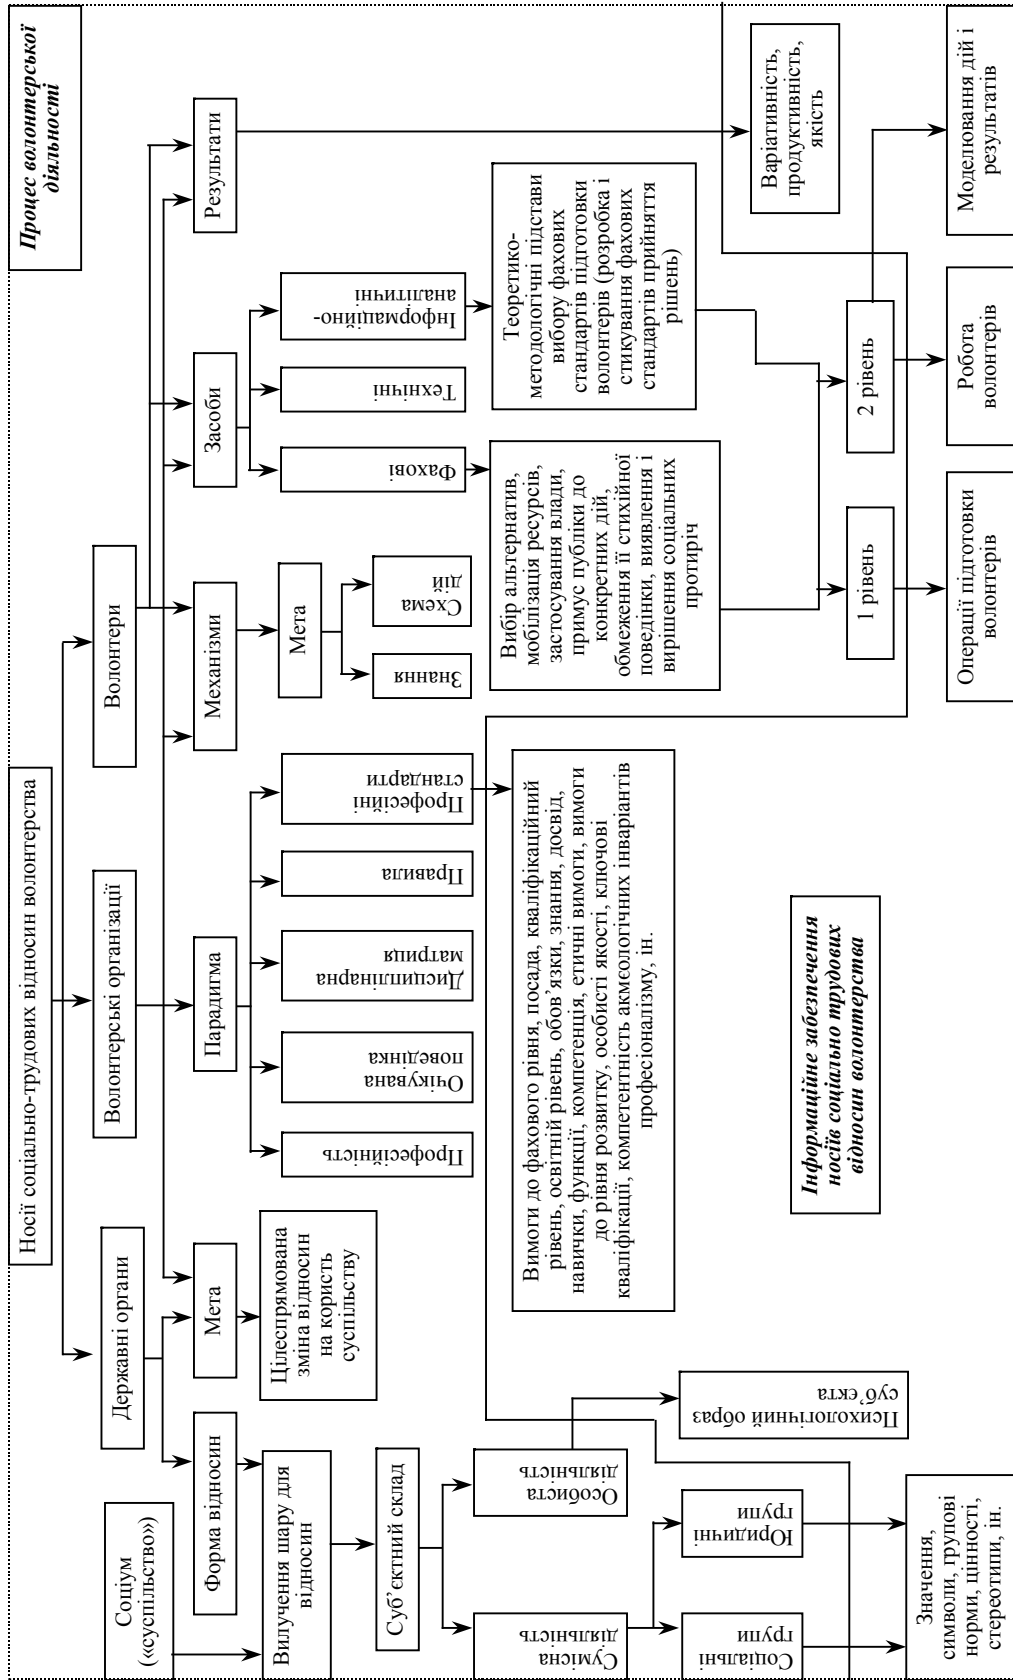 Процес волонтерської
діяльності
Носії соціально-трудових відносин волонтерства
Соціум
(«суспільство»)
Державні органи
Волонтерські організації
Волонтери
Форма відносин
Мета
Парадигма
Механізми
Засоби
Результати
Вилучення шару для
відносин
Цілеспрямована
зміна відносин
на користь
суспільству
Професійність
Очікувана
поведінка
Дисциплінарна
матриця
Правила
Професійні
стандарти
Мета
Фахові
Технічні
Інформаційно-
аналітичні
Знання
Схема
дій
Суб’єктний склад
Сумісна
діяльність
Особиста
діяльність
Вимоги до фахового рівня, посада, кваліфікаційний
рівень, освітній рівень, обов’язки, знання, досвід,
навички, функції, компетенція, етичні вимоги, вимоги
до рівня розвитку, особисті якості, ключові
кваліфікації, компетентність акмєологічних інваріантів
професіоналізму, ін.
Вибір альтернатив,
мобілізація ресурсів,
застосування влади,
примус публіки до
конкретних дій,
обмеження її стихійної
поведінки, виявлення і
вирішення соціальних
протиріч
Теоретико-
методологічні підстави
вибору фахових
стандартів підготовки
волонтерів (розробка і
стикування фахових
стандартів прийняття
рішень)
Варіативність,
продуктивність,
якість
Соціальні
групи
Юридичні
групи
Психологічний образ
суб’єкта
Інформаційне забезпечення
носіїв соціально трудових
відносин волонтерства
1 рівень
2 рівень
Значення,
символи, групові
норми, цінності,
стереотипи, ін.
Операції підготовки
волонтерів
Робота
волонтерів
Моделювання дій і
результатів